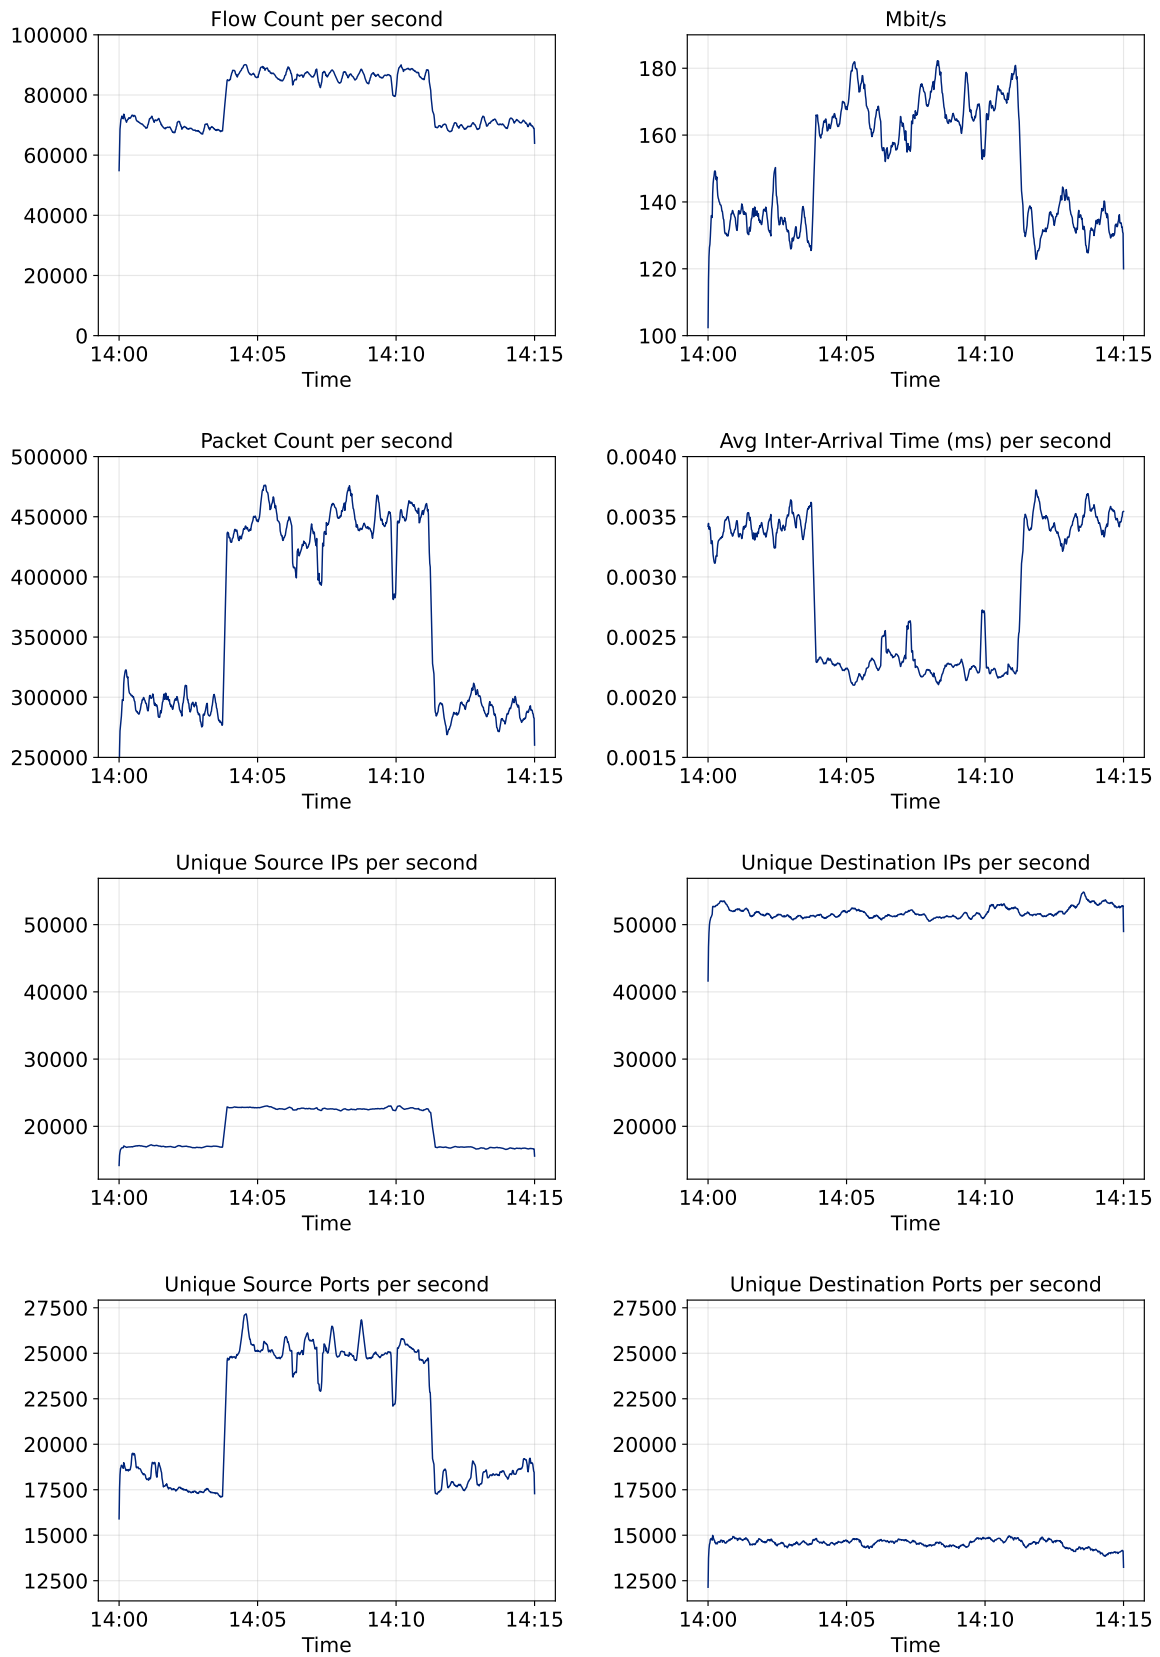 Flow Count per second
100000
80000
60000
40000
20000
0
14:00 14:05 14:10 14:15
Time
Mbit/s
180
160
140
120
100
14:00 14:05 14:10 14:15
Time
Packet Count per second
500000
450000
400000
350000
300000
250000
14:00 14:05 14:10 14:15
Time
Avg Inter-Arrival Time (ms) per second
0.0040
0.0035
0.0030
0.0025
0.0020
0.0015
14:00 14:05 14:10 14:15
Time
Unique Source IPs per second
50000
40000
30000
20000
14:00 14:05 14:10 14:15
Time
Unique Destination IPs per second
50000
40000
30000
20000
14:00 14:05 14:10 14:15
Time
Unique Source Ports per second
27500
25000
22500
20000
17500
15000
12500
14:00 14:05 14:10 14:15
Time
Unique Destination Ports per second
27500
25000
22500
20000
17500
15000
12500
14:00 14:05 14:10 14:15
Time